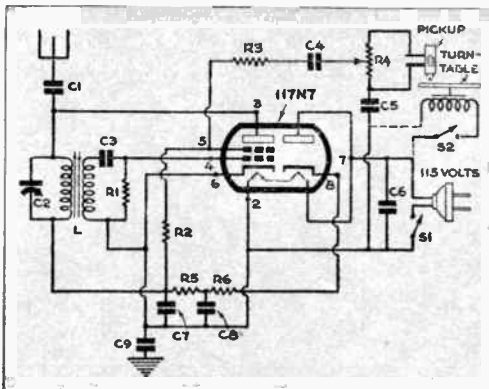 PICKUP
R3
C4
R4
TURN-
TABLE
C1
117N7
3
C5
S2
5
C3
4
7
115 VOLTS
6
8
C6
C2
R1
2
L
R2
S1
R5
R6
C7
C8
C9